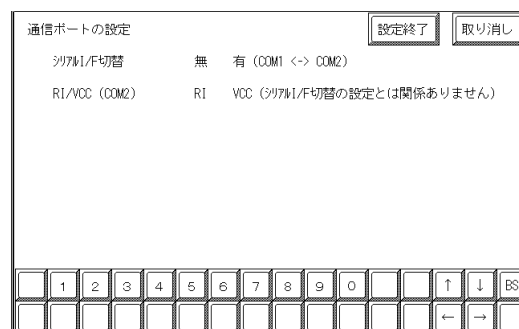 通信ポートの設定 設定終了 取り消し
ｼﾘｱﾙI/F切替 無 有 (COM1 <-> COM2)
RI/VCC (COM2) RI VCC (ｼﾘｱﾙI/F切替の設定とは関係ありません)
1 2 3 4 5 6 7 8 9 0 ↑ ↓ BS
← →